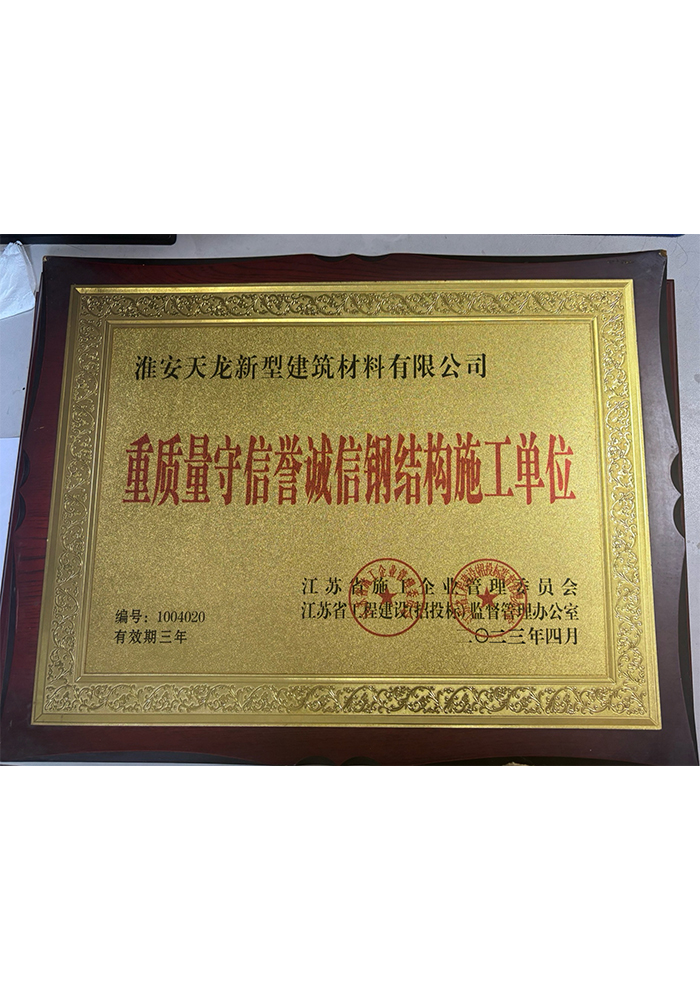 淮安天龙新型建筑材料有限公司
重质量守信誉诚信钢结构施工单位
江苏省施工企业管理委员会
江苏省工程建设(招投标)监督管理办公室
二〇二三年四月
编号：1004020
有效期三年